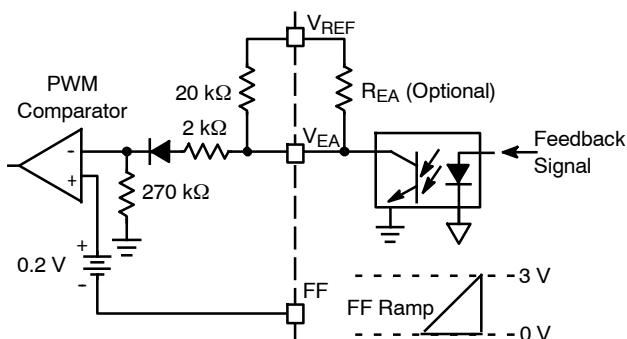 V_REF
PWM
Comparator
20 kΩ
R_EA (Optional)
2 kΩ
V_EA
Feedback
Signal
-
+
270 kΩ
+
0.2 V
-
FF
3 V
FF Ramp
0 V